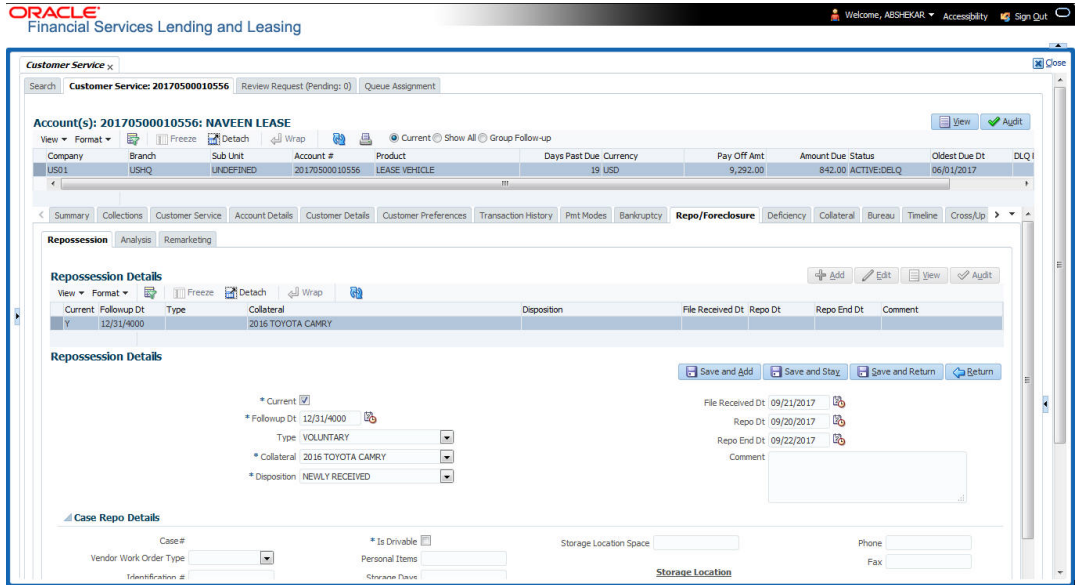 ORACLE
Financial Services Lending and Leasing
Welcome, ABSHEKAR Accessibility Sign Out
Customer Service x
Close
Search Customer Service: 20170500010556 Review Request (Pending: 0) Queue Assignment
Account(s): 20170500010556: NAVEEN LEASE
View Audit
View Format Freeze Detach Wrap Current Show All Group Follow-up
Company Branch Sub Unit Account # Product Days Past Due Currency Pay Off Amt Amount Due Status Oldest Due Dt DLQ
US01 USHQ UNDEFINED 20170500010556 LEASE VEHICLE 19 USD 9,292.00 842.00 ACTIVE:DELQ 06/01/2017
Summary Collections Customer Service Account Details Customer Details Customer Preferences Transaction History Pmt Modes Bankruptcy Repo/Foreclosure Deficiency Collateral Bureau Timeline Cross/Up
Repossession Analysis Remarketing
Repossession Details
Add Edit View Audit
View Format Freeze Detach Wrap
Current Followup Dt Type Collateral Disposition File Received Dt Repo Dt Repo End Dt Comment
Y 12/31/4000 2016 TOYOTA CAMRY
Repossession Details
Save and Add Save and Stay Save and Return Return
* Current
File Received Dt 09/21/2017
* Followup Dt 12/31/4000
Repo Dt 09/20/2017
Type VOLUNTARY
Repo End Dt 09/22/2017
* Collateral 2016 TOYOTA CAMRY
Comment
* Disposition NEWLY RECEIVED
Case Repo Details
Case# * Is Drivable Storage Location Space Phone
Vendor Work Order Type Personal Items Fax
Identification # Storage Days Storage Location